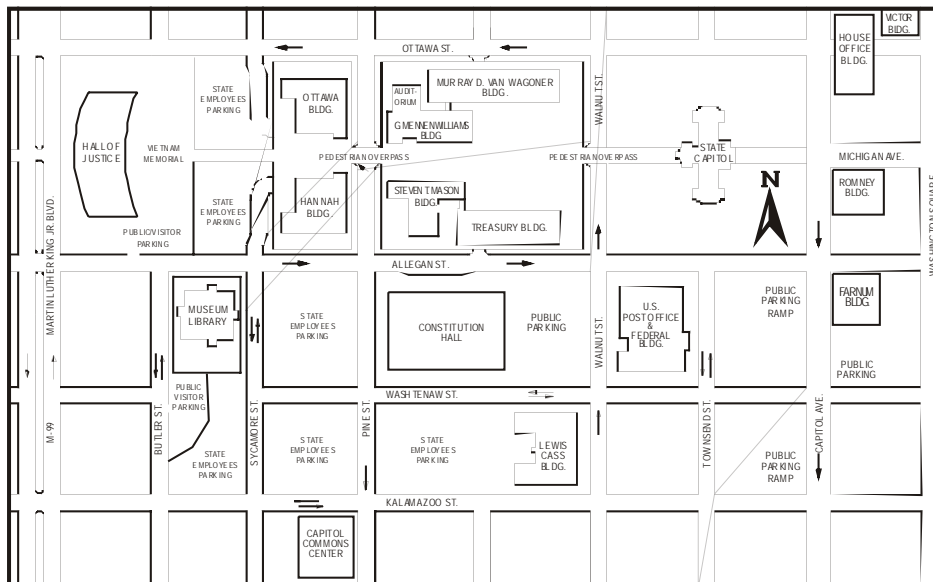 VICTOR
BLDG.
HOUSE
OFFICE
BLDG.
OTTAWA ST.
STATE
EMPLOYEES
PARKING
OTTAWA
BLDG.
AUDIT-
ORIUM
MURRAY D. VAN WAGONER
BLDG.
G MENNEN WILLIAMS
BLDG.
WALNUT ST.
HALL OF
JUSTICE
VIETNAM
MEMORIAL
PEDESTRIAN OVERPASS
PEDESTRIAN OVERPASS
STATE
CAPITOL
MICHIGAN AVE.
N
ROMNEY
BLDG.
STATE
EMPLOYEES
PARKING
HANNAH
BLDG.
STEVEN T. MASON
BLDG.
TREASURY BLDG.
PUBLIC VISITOR
PARKING
MARTIN LUTHER KING JR. BLVD.
WASHINGTON SQUARE
ALLEGAN ST.
MUSEUM
LIBRARY
STATE
EMPLOYEES
PARKING
CONSTITUTION
HALL
PUBLIC
PARKING
WALNUT ST.
U.S.
POST OFFICE
&
FEDERAL
BLDG.
PUBLIC
PARKING
RAMP
FARNUM
BLDG.
PUBLIC
PARKING
PUBLIC
VISITOR
PARKING
WASHTENAW ST.
M-99
BUTLER ST.
SYCAMORE ST.
PINE ST.
TOWNSEND ST.
CAPITOL AVE.
STATE
EMPLOYEES
PARKING
STATE
EMPLOYEES
PARKING
STATE
EMPLOYEES
PARKING
LEWIS
CASS
BLDG.
PUBLIC
PARKING
RAMP
KALAMAZOO ST.
CAPITOL
COMMONS
CENTER